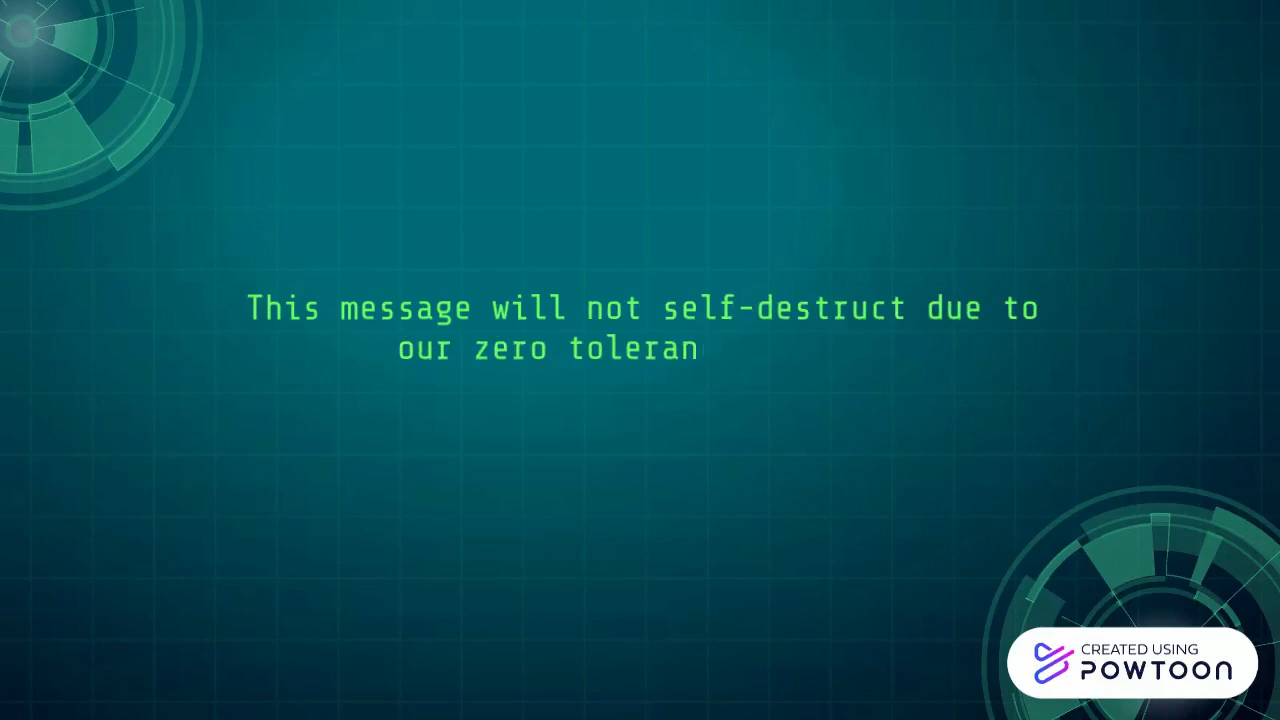 This message will not self-destruct due to
our zero toleran
CREATED USING
POWTOON